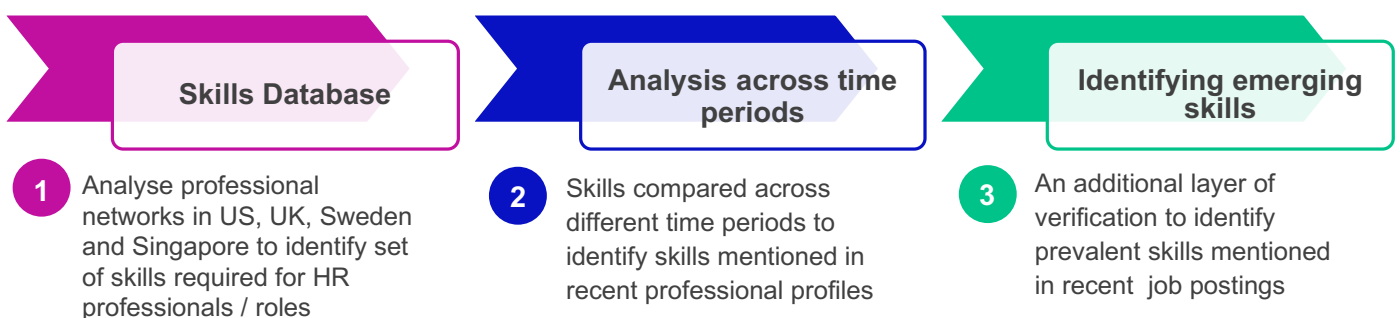 Skills Database
1
Analyse professional
networks in US, UK, Sweden
and Singapore to identify set
of skills required for HR
professionals / roles
Analysis across time
periods
2
Skills compared across
different time periods to
identify skills mentioned in
recent professional profiles
Identifying emerging
skills
3
An additional layer of
verification to identify
prevalent skills mentioned
in recent  job postings